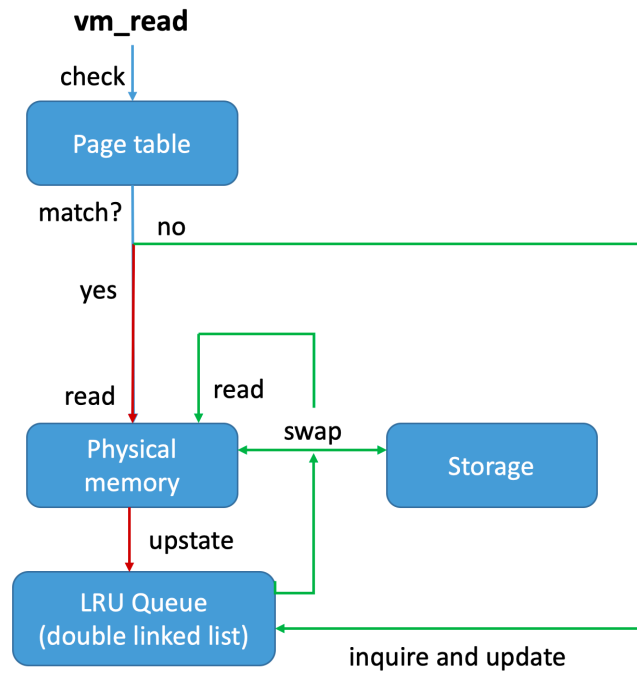 vm_read
check
Page table
match?
no
yes
read
read
swap
Physical
memory
Storage
upstate
LRU Queue
(double linked list)
inquire and update